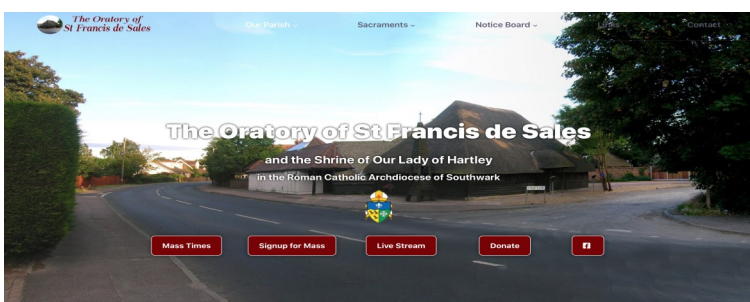 The Oratory of
St Francis de Sales
Our Parish
Sacraments
Notice Board
Links
Contact
The Oratory of St Francis de Sales
and the Shrine of Our Lady of Hartley
in the Roman Catholic Archdiocese of Southwark
Mass Times
Signup for Mass
Live Stream
Donate